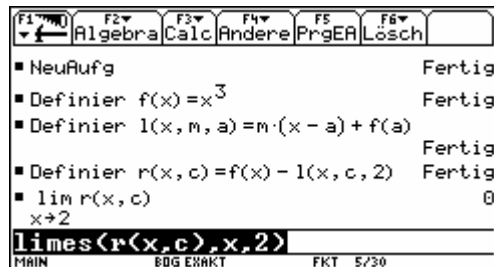 F1 F2 F3 F4 F5 F6
Algebra Calc Andere PrgEA Lösch
▪ NeuAufg Fertig
▪ Definier f(x)=x³ Fertig
▪ Definier l(x,m,a)=m·(x-a)+f(a)
Fertig
▪ Definier r(x,c)=f(x)-l(x,c,2) Fertig
▪ lim r(x,c) 0
x→2
limes(r(x,c),x,2)
MAIN BOG EXAKT FKT 5/30